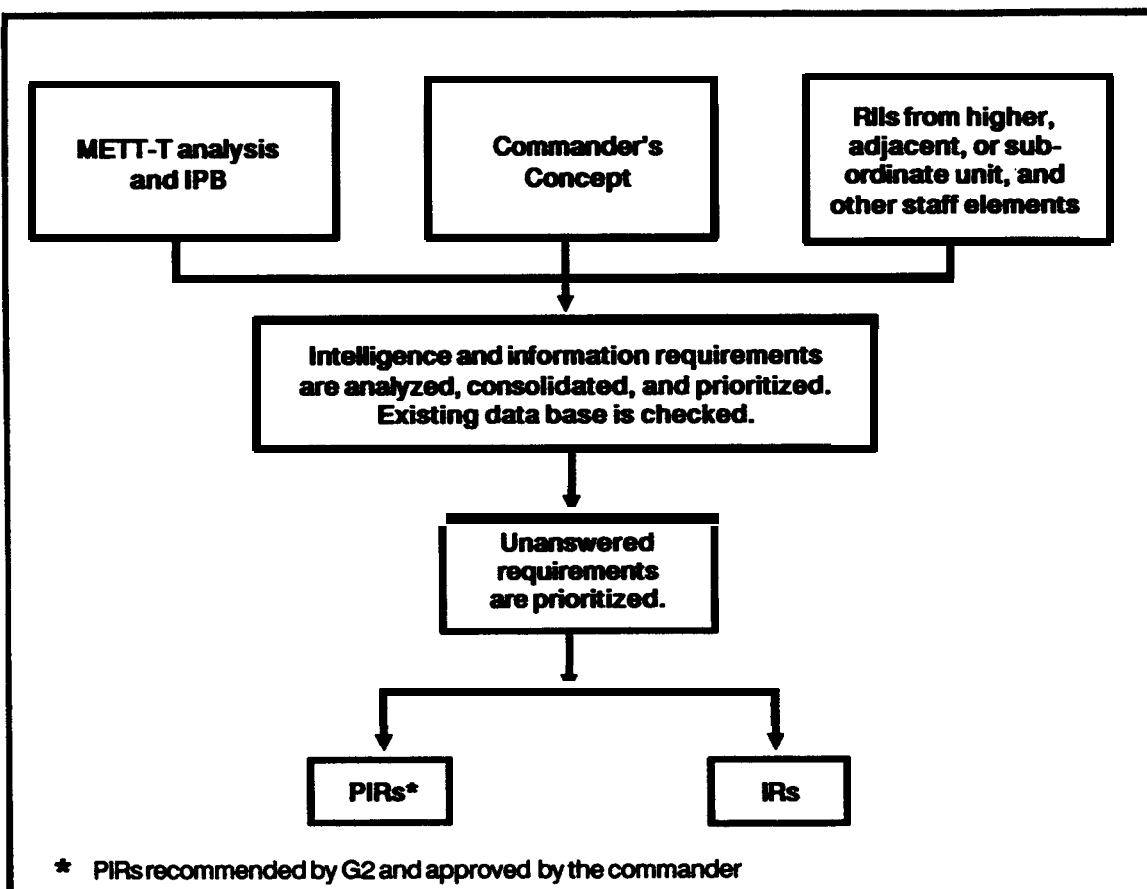 METT-T analysis
and IPB
Commander's
Concept
RIIs from higher,
adjacent, or sub-
ordinate unit, and
other staff elements
Intelligence and information requirements
are analyzed, consolidated, and prioritized.
Existing data base is checked.
Unanswered
requirements
are prioritized.
PIRs*
IRs
* PIRs recommended by G2 and approved by the commander